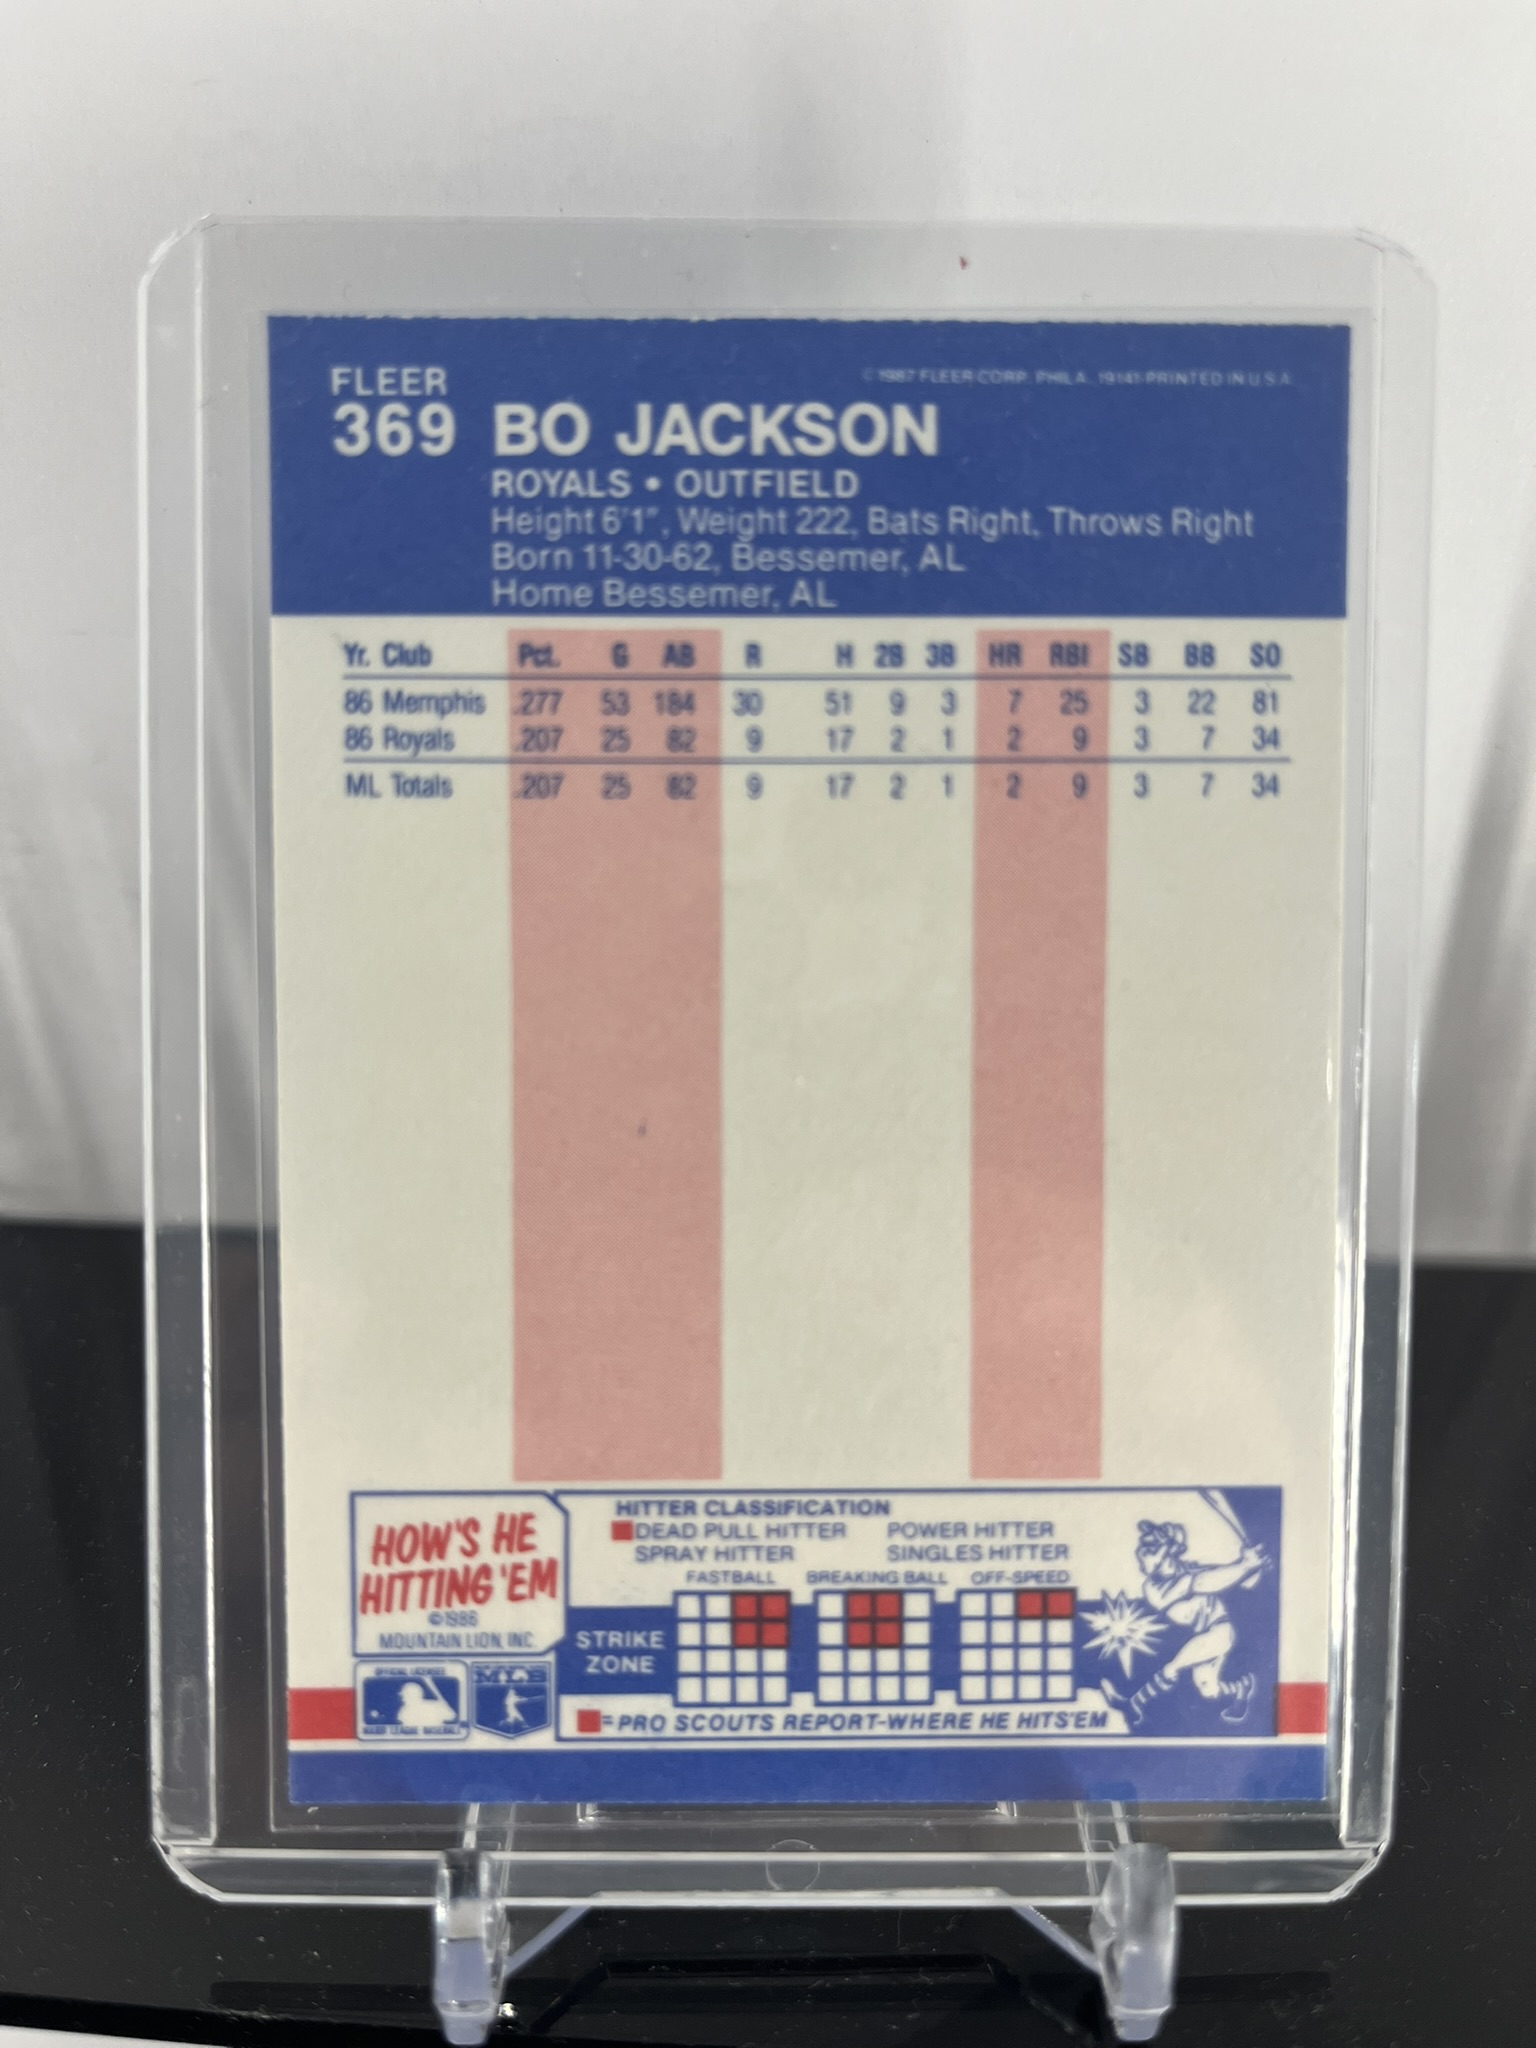 FLEER
©1987 FLEER CORP. PHILA., 19141-PRINTED IN U.S.A.
369 BO JACKSON
ROYALS • OUTFIELD
Height 6'1", Weight 222, Bats Right, Throws Right
Born 11-30-62, Bessemer, AL
Home Bessemer, AL
Yr. Club Pct. G AB R H 2B 3B HR RBI SB BB SO
86 Memphis .277 53 184 30 51 9 3 7 25 3 22 81
86 Royals .207 25 82 9 17 2 1 2 9 3 7 34
ML Totals .207 25 82 9 17 2 1 2 9 3 7 34
HOW'S HE
HITTING 'EM
©1986
MOUNTAIN LION, INC.
HITTER CLASSIFICATION
DEAD PULL HITTER POWER HITTER
SPRAY HITTER SINGLES HITTER
FASTBALL BREAKING BALL OFF-SPEED
STRIKE
ZONE
=PRO SCOUTS REPORT-WHERE HE HITS'EM
OFFICIAL LICENSEE
MAJOR LEAGUE BASEBALL
MLB